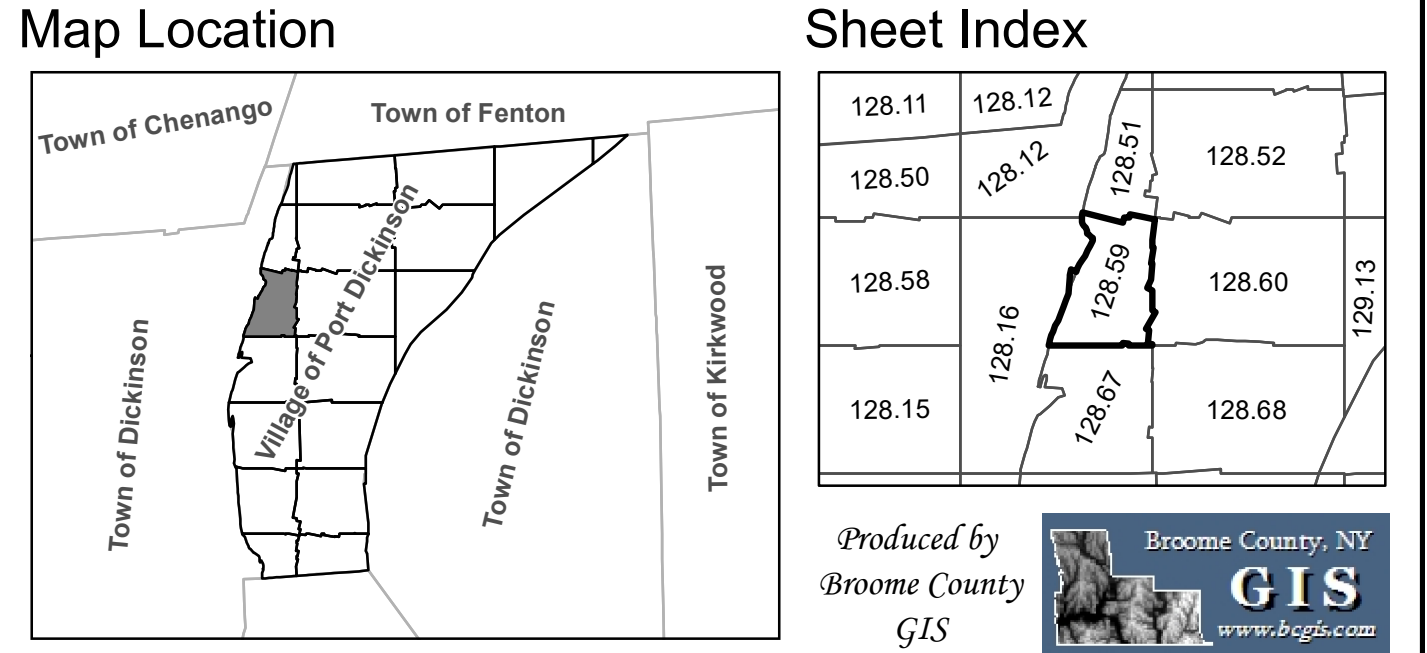 Map Location
Town of Chenango
Town of Fenton
Village of Port Dickinson
Town of Dickinson
Town of Dickinson
Town of Kirkwood
Sheet Index
128.11
128.12
128.51
128.52
128.50
128.12
128.58
128.59
128.60
129.13
128.16
128.15
128.67
128.68
Produced by
Broome County
GIS
Broome County, NY
GIS
www.bcgis.com